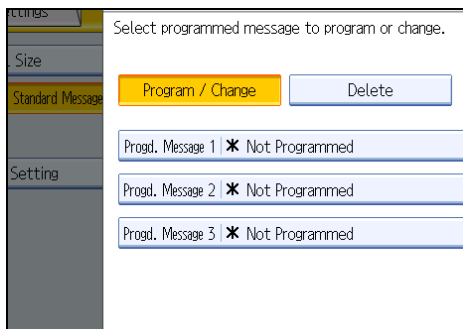 Select programmed message to program or change.
Size
Program / Change
Delete
Standard Message
Progd. Message 1 ✱ Not Programmed
Setting
Progd. Message 2 ✱ Not Programmed
Progd. Message 3 ✱ Not Programmed